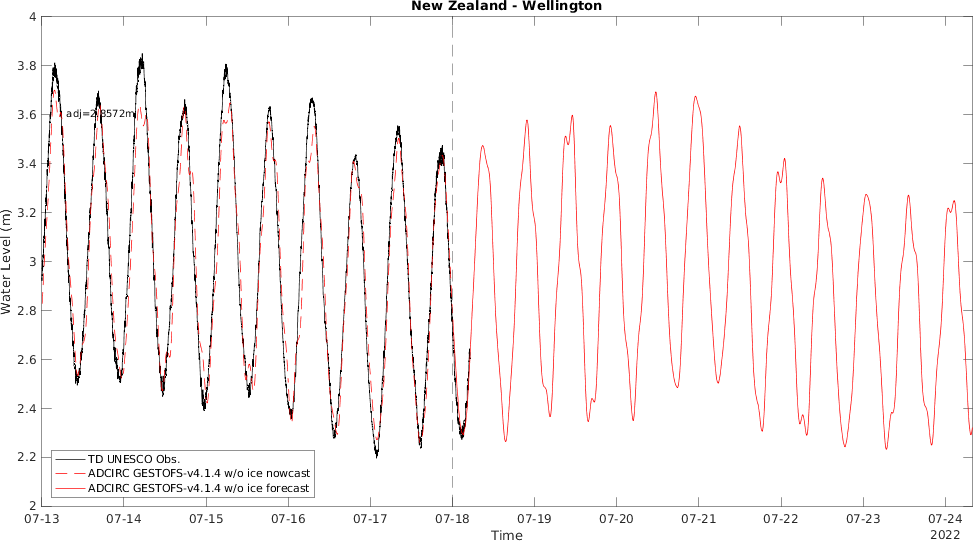 New Zealand - Wellington
4
3.8
adj=2.8572m
3.6
3.4
3.2
3
2.8
2.6
2.4
2.2
2
Water Level (m)
TD UNESCO Obs.
ADCIRC GESTOFS-v4.1.4 w/o ice nowcast
ADCIRC GESTOFS-v4.1.4 w/o ice forecast
07-13 07-14 07-15 07-16 07-17 07-18 07-19 07-20 07-21 07-22 07-23 07-24
Time
2022